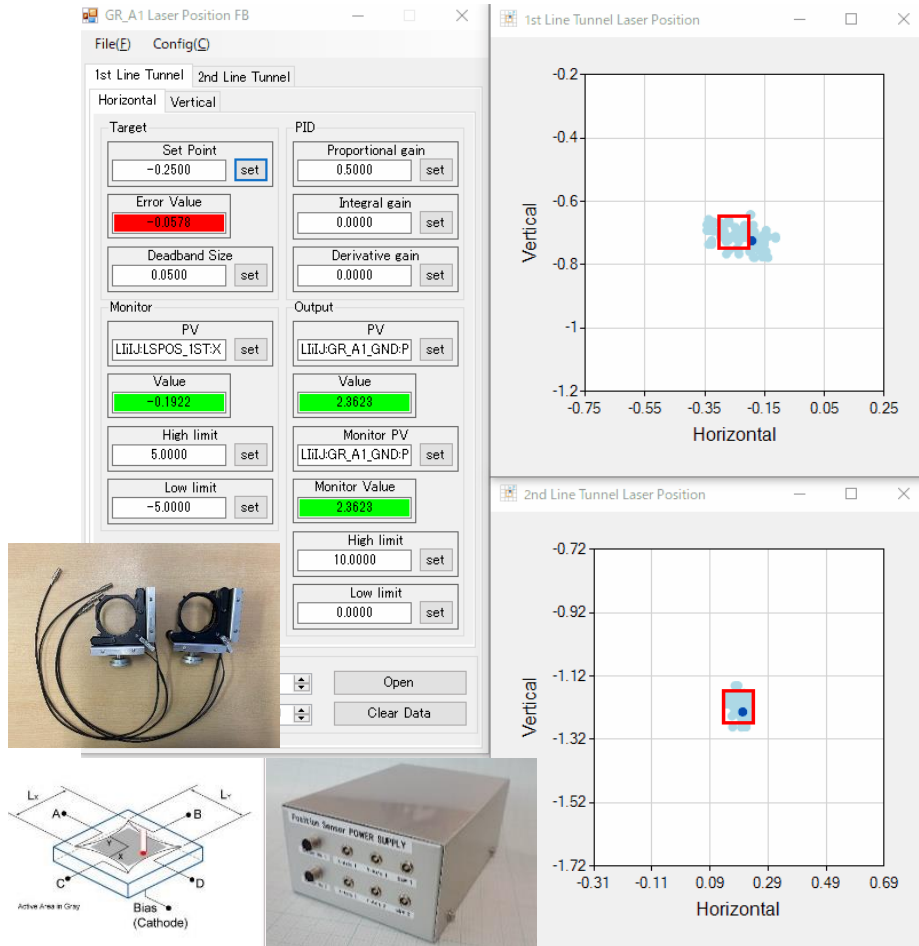 GR_A1 Laser Position FB
File(F) Config(C)
1st Line Tunnel 2nd Line Tunnel
Horizontal Vertical
Target
Set Point
-0.2500 set
Error Value
-0.0578
Deadband Size
0.0500 set
PID
Proportional gain
0.5000 set
Integral gain
0.0000 set
Derivative gain
0.0000 set
Monitor
PV
LIiIJ:LSPOS_1ST:X set
Value
-0.1922
High limit
5.0000 set
Low limit
-5.0000 set
Output
PV
LIiIJ:GR_A1_GND:P set
Value
2.3623
Monitor PV
LIiIJ:GR_A1_GND:P set
Monitor Value
2.3623
High limit
10.0000 set
Low limit
0.0000 set
Open
Clear Data
1st Line Tunnel Laser Position
-0.2
-0.4
-0.6
-0.8
-1
-1.2
Vertical
-0.75 -0.55 -0.35 -0.15 0.05 0.25
Horizontal
2nd Line Tunnel Laser Position
-0.72
-0.92
-1.12
-1.32
-1.52
-1.72
Vertical
-0.31 -0.11 0.09 0.29 0.49 0.69
Horizontal
Lx Ly
A B
Y
X
C D
Active Area in Gray
Bias
(Cathode)
Position Sensor POWER SUPPLY